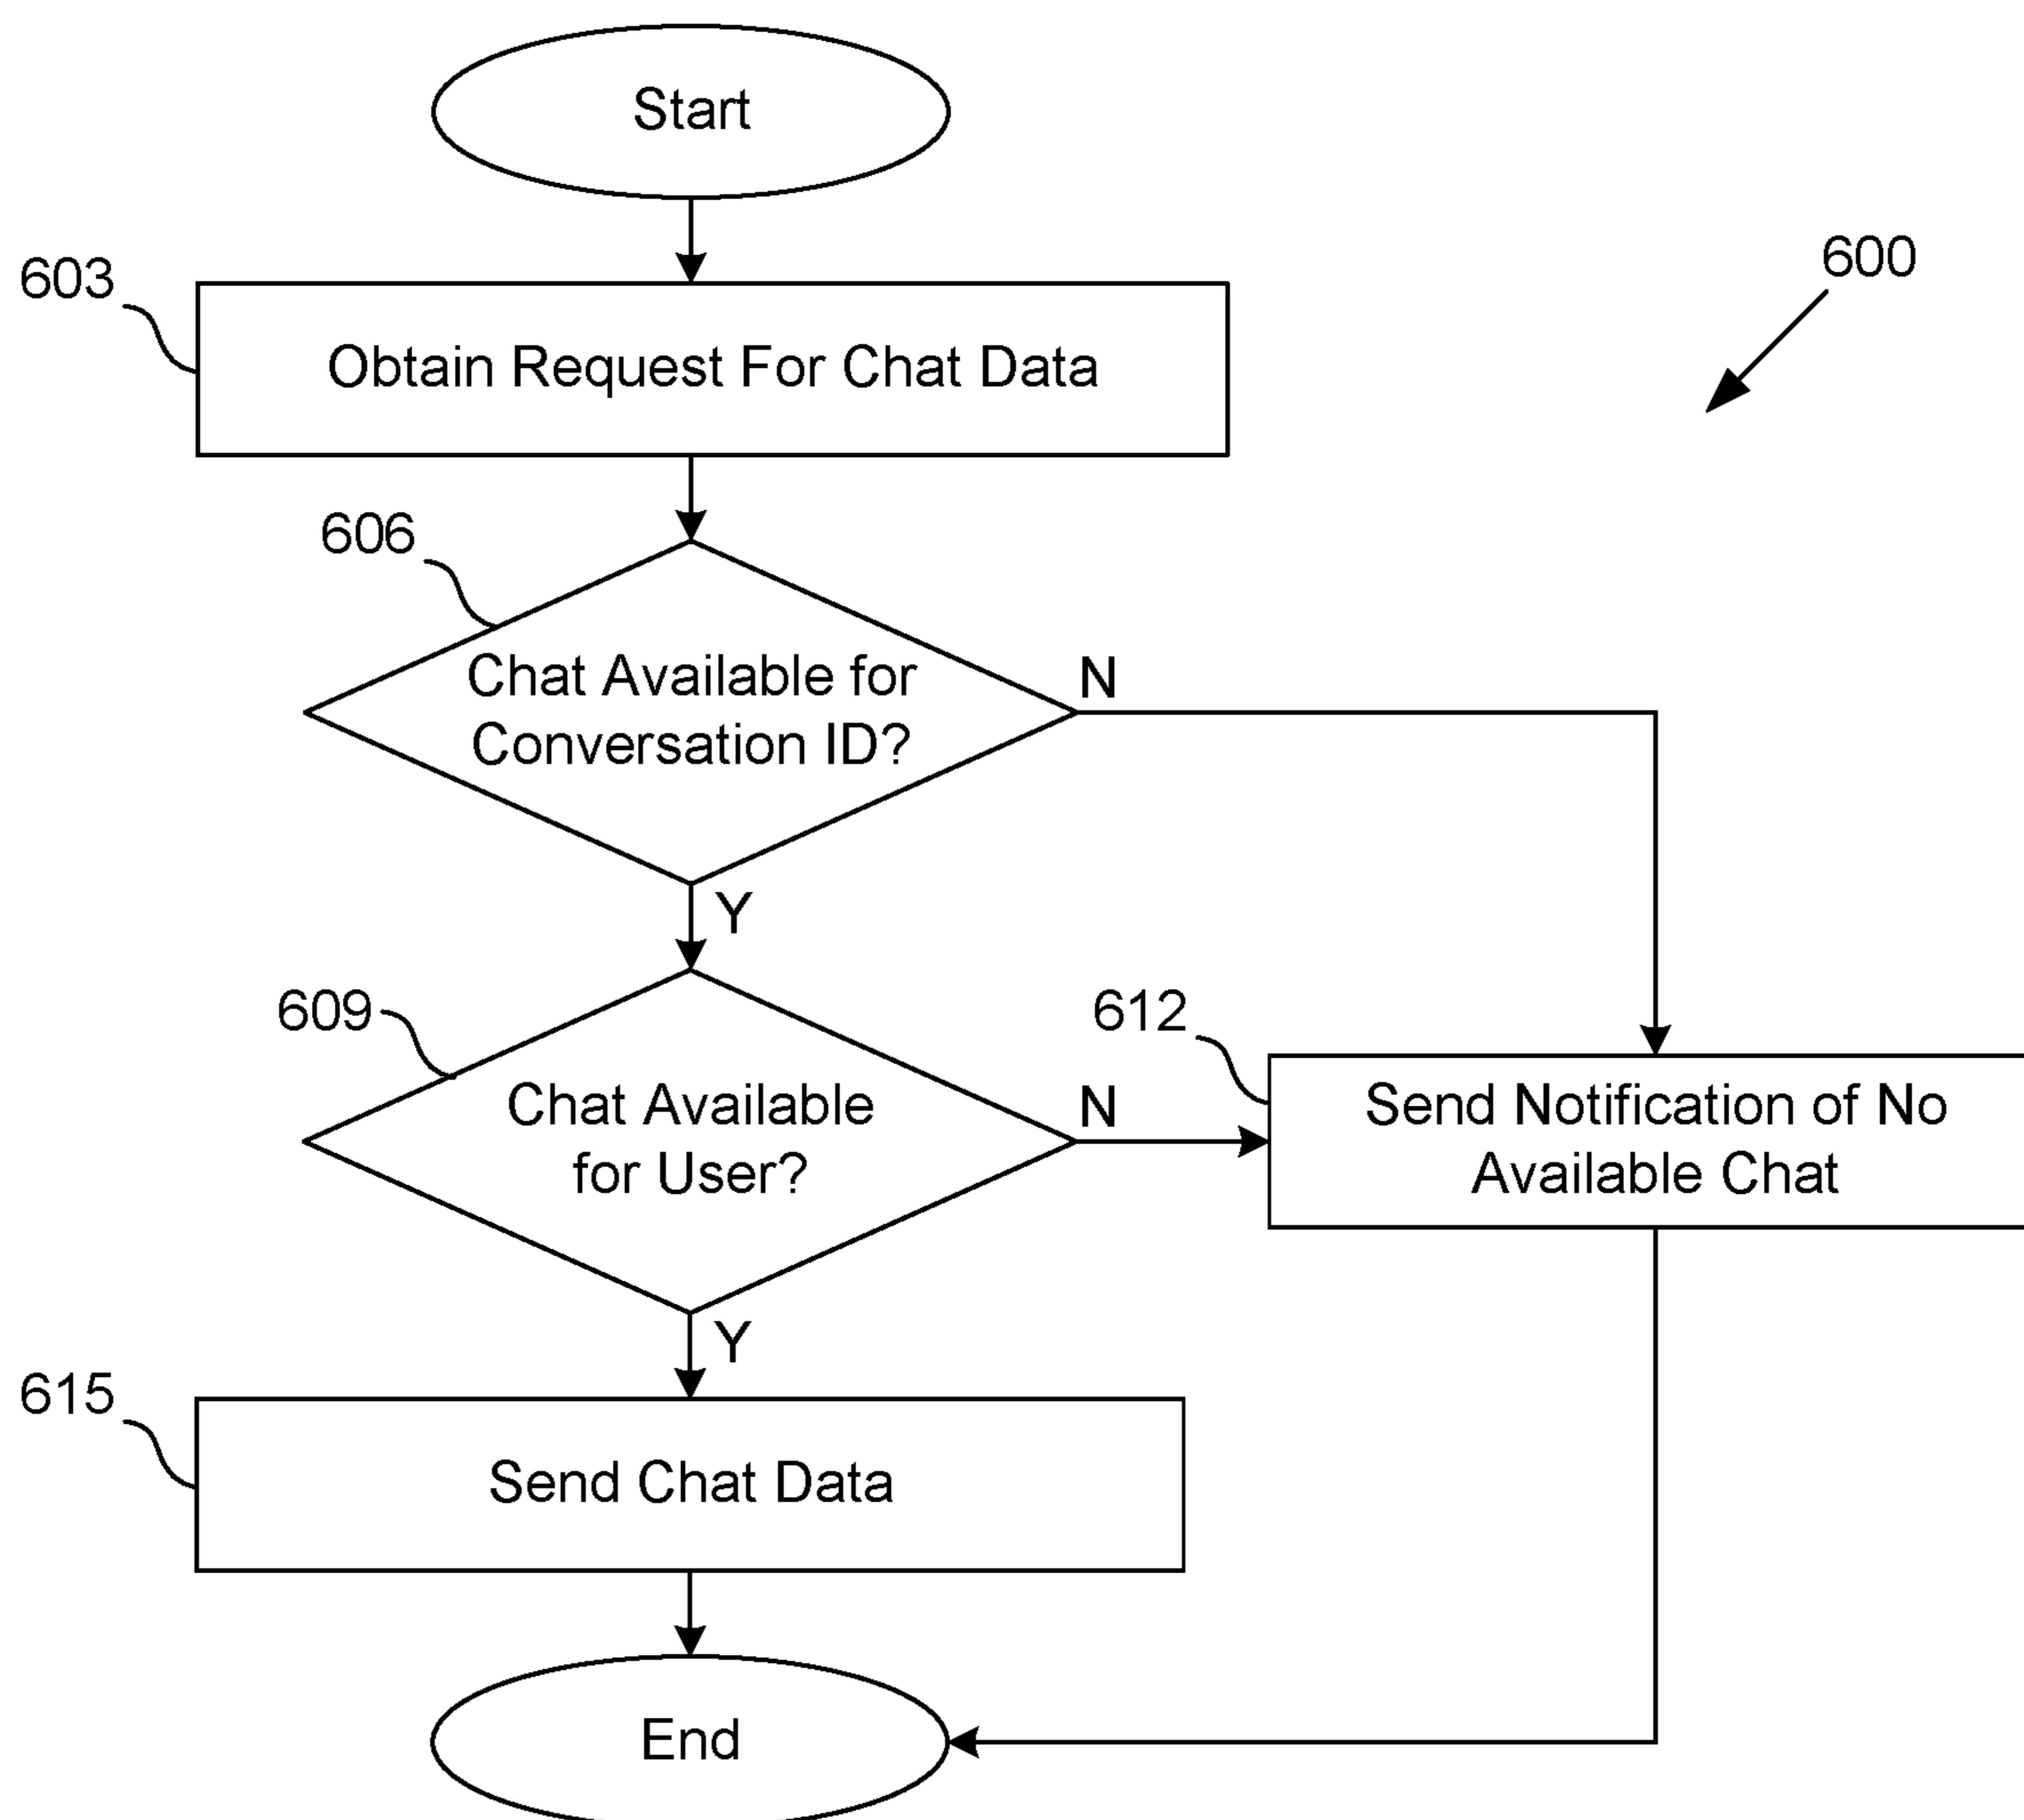 Start
600
603
Obtain Request For Chat Data
606
Chat Available for
Conversation ID?
N
Y
609
Chat Available
for User?
N
612
Send Notification of No
Available Chat
Y
615
Send Chat Data
End